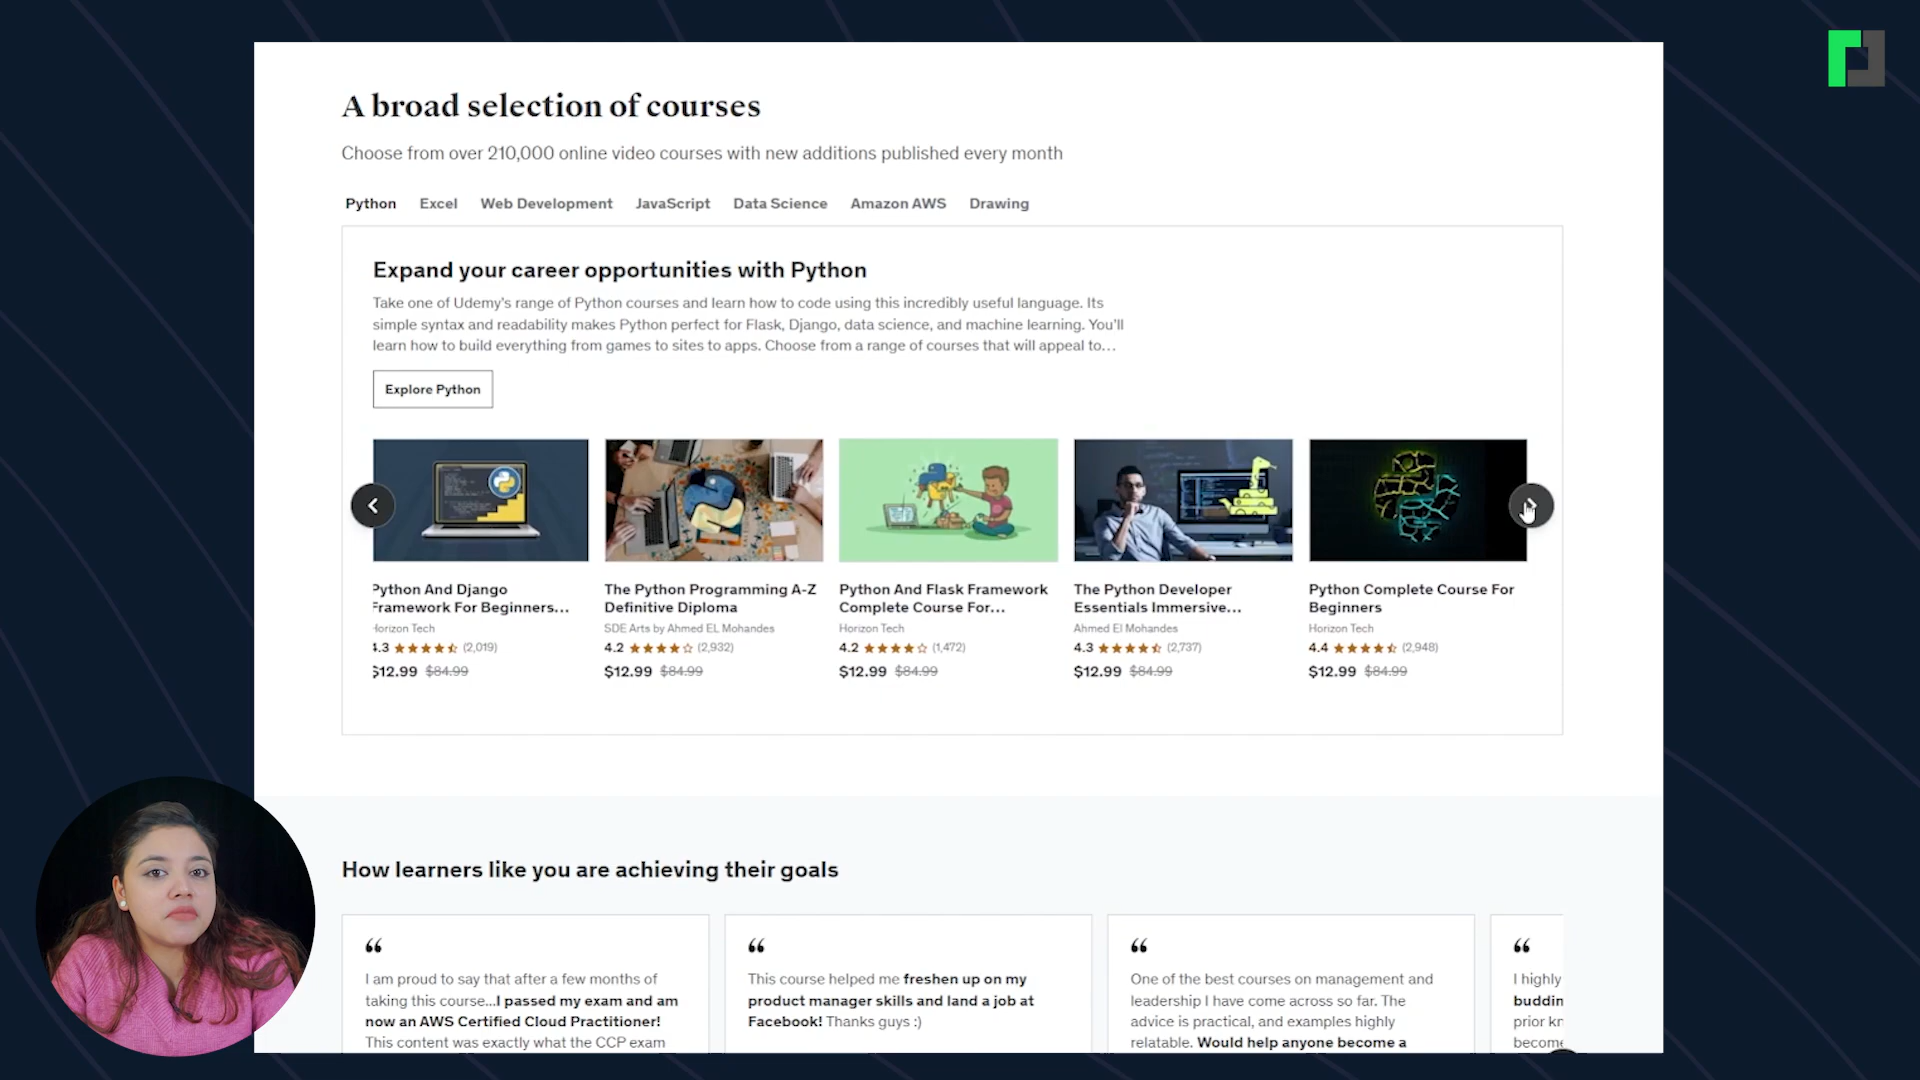 A broad selection of courses
Choose from over 210,000 online video courses with new additions published every month
Python Excel Web Development JavaScript Data Science Amazon AWS Drawing
Expand your career opportunities with Python
Take one of Udemy's range of Python courses and learn how to code using this incredibly useful language. Its
simple syntax and readability makes Python perfect for Flask, Django, data science, and machine learning. You'll
learn how to build everything from games to sites to apps. Choose from a range of courses that will appeal to...
Explore Python
Python And Django
Framework For Beginners...
Horizon Tech
4.3 (2,019)
$12.99 $84.99
The Python Programming A-Z
Definitive Diploma
SDE Arts by Ahmed EL Mohandes
4.2 (2,932)
$12.99 $84.99
Python And Flask Framework
Complete Course For...
Horizon Tech
4.2 (1,472)
$12.99 $84.99
The Python Developer
Essentials Immersive...
Ahmed El Mohandes
4.3 (2,737)
$12.99 $84.99
Python Complete Course For
Beginners
Horizon Tech
4.4 (2,948)
$12.99 $84.99
How learners like you are achieving their goals
“
I am proud to say that after a few months of
taking this course...I passed my exam and am
now an AWS Certified Cloud Practitioner!
This content was exactly what the CCP exam
“
This course helped me freshen up on my
product manager skills and land a job at
Facebook! Thanks guys :)
“
One of the best courses on management and
leadership I have come across so far. The
advice is practical, and examples highly
relatable. Would help anyone become a
“
I highly
buddin
prior kn
become